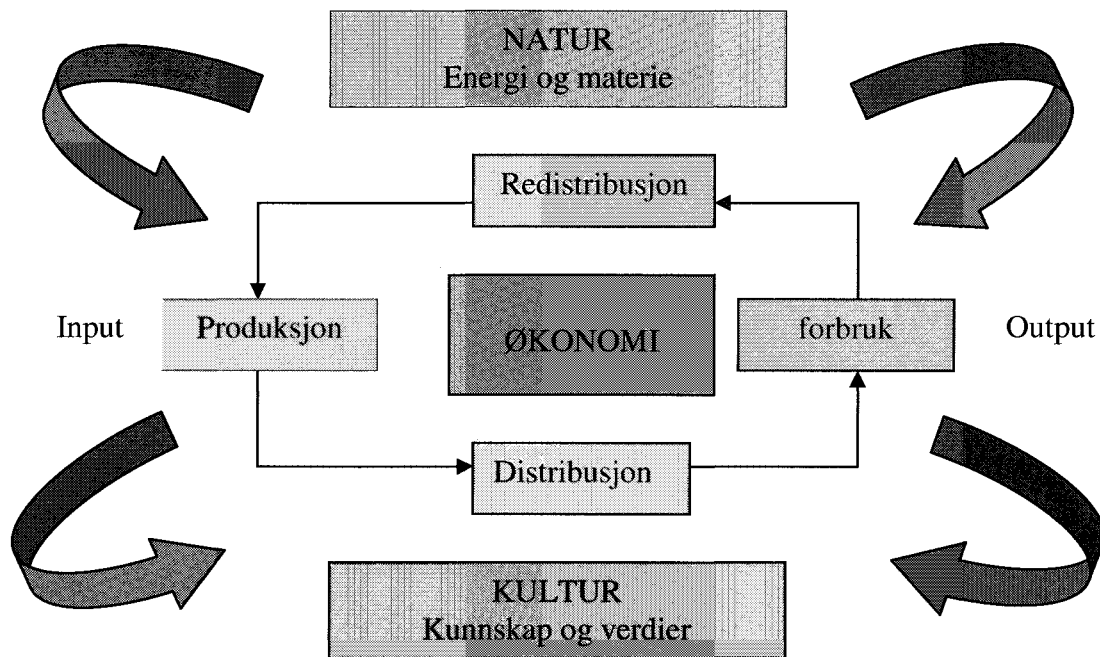 NATUR
Energi og materie
Redistribusjon
Input
Produksjon
ØKONOMI
forbruk
Output
Distribusjon
KULTUR
Kunnskap og verdier